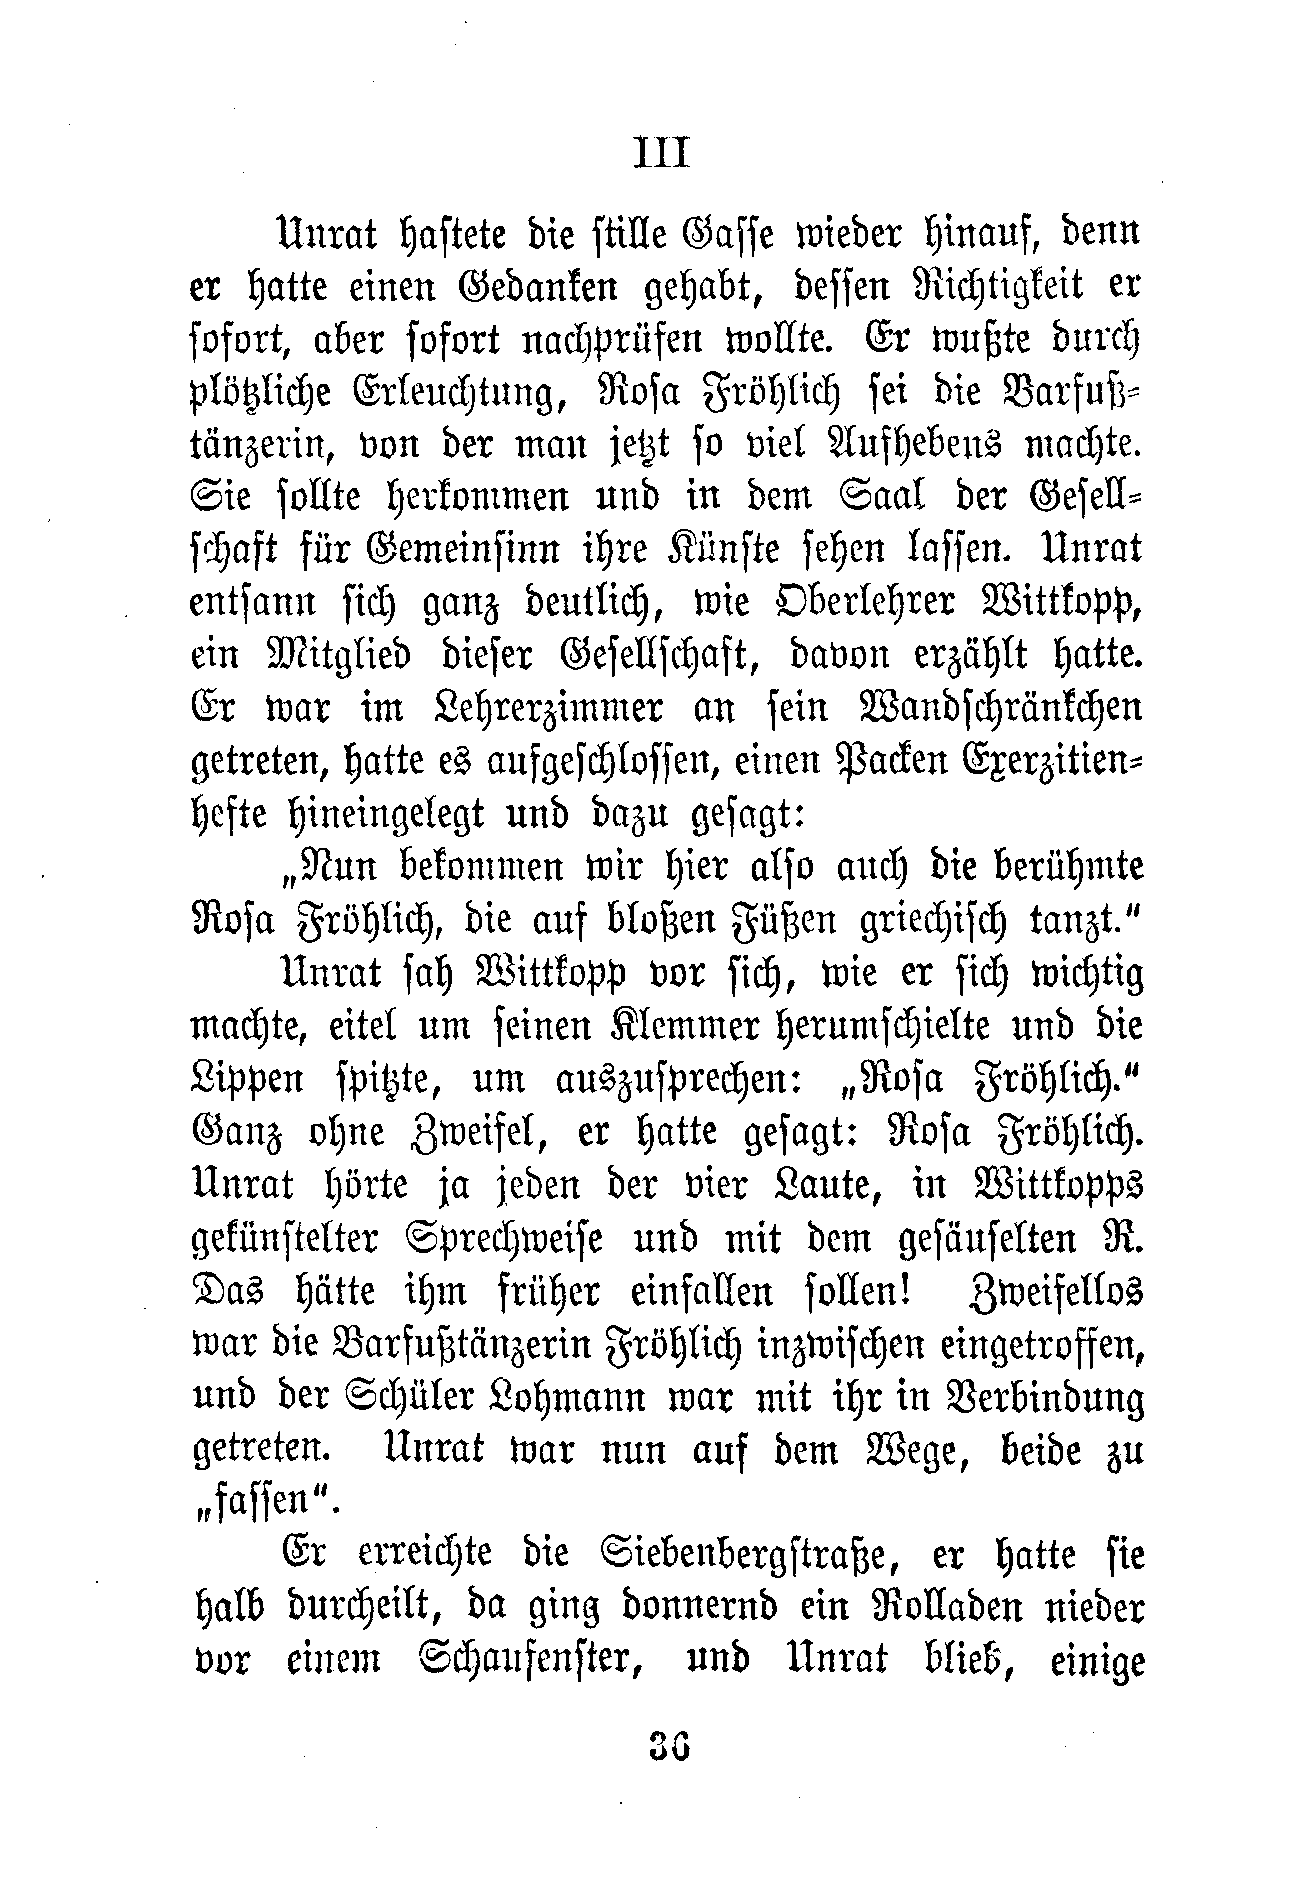 III
Unrat hastete die stille Gasse wieder hinauf, denn
er hatte einen Gedanken gehabt, dessen Richtigkeit er
sofort, aber sofort nachprüfen wollte. Er wußte durch
plötzliche Erleuchtung, Rosa Fröhlich sei die Barfuß-
tänzerin, von der man jetzt so viel Aufhebens machte.
Sie sollte herkommen und in dem Saal der Gesell-
schaft für Gemeinsinn ihre Künste sehen lassen. Unrat
entsann sich ganz deutlich, wie Oberlehrer Wittkopp,
ein Mitglied dieser Gesellschaft, davon erzählt hatte.
Er war im Lehrerzimmer an sein Wandschränkchen
getreten, hatte es aufgeschlossen, einen Packen Exerzitien-
hefte hineingelegt und dazu gesagt:
„Nun bekommen wir hier also auch die berühmte
Rosa Fröhlich, die auf bloßen Füßen griechisch tanzt.“
Unrat sah Wittkopp vor sich, wie er sich wichtig
machte, eitel um seinen Klemmer herumschielte und die
Lippen spitzte, um auszusprechen: „Rosa Fröhlich.“
Ganz ohne Zweifel, er hatte gesagt: Rosa Fröhlich.
Unrat hörte ja jeden der vier Laute, in Wittkopps
gekünstelter Sprechweise und mit dem gesäuselten R.
Das hätte ihm früher einfallen sollen! Zweifellos
war die Barfußtänzerin Fröhlich inzwischen eingetroffen,
und der Schüler Lohmann war mit ihr in Verbindung
getreten. Unrat war nun auf dem Wege, beide zu
„fassen“.
Er erreichte die Siebenbergstraße, er hatte sie
halb durcheilt, da ging donnernd ein Rolladen nieder
vor einem Schaufenster, und Unrat blieb, einige
36